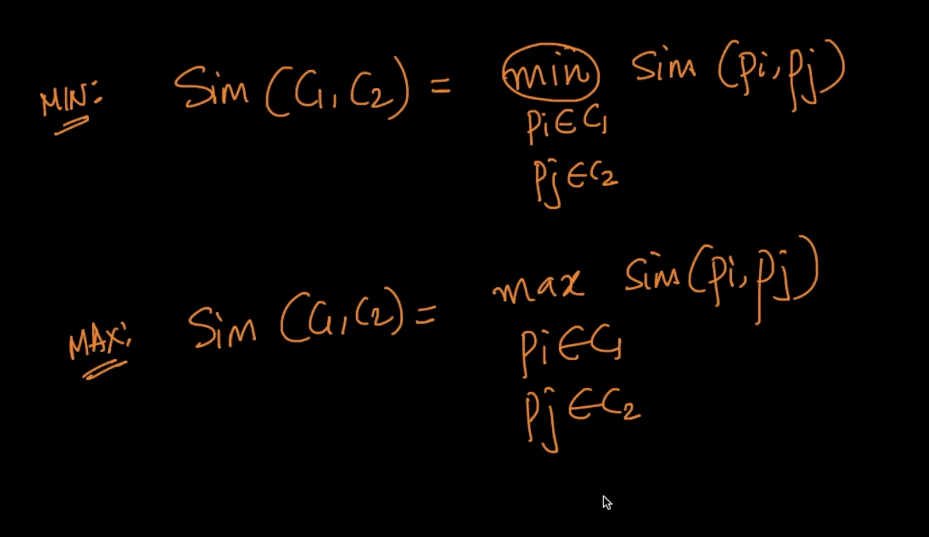 MIN: Sim (C1, C2) = min Sim (pi, pj)
pi ∈ C1
pj ∈ C2
MAX: Sim (C1, C2) = max Sim (pi, pj)
pi ∈ C1
pj ∈ C2